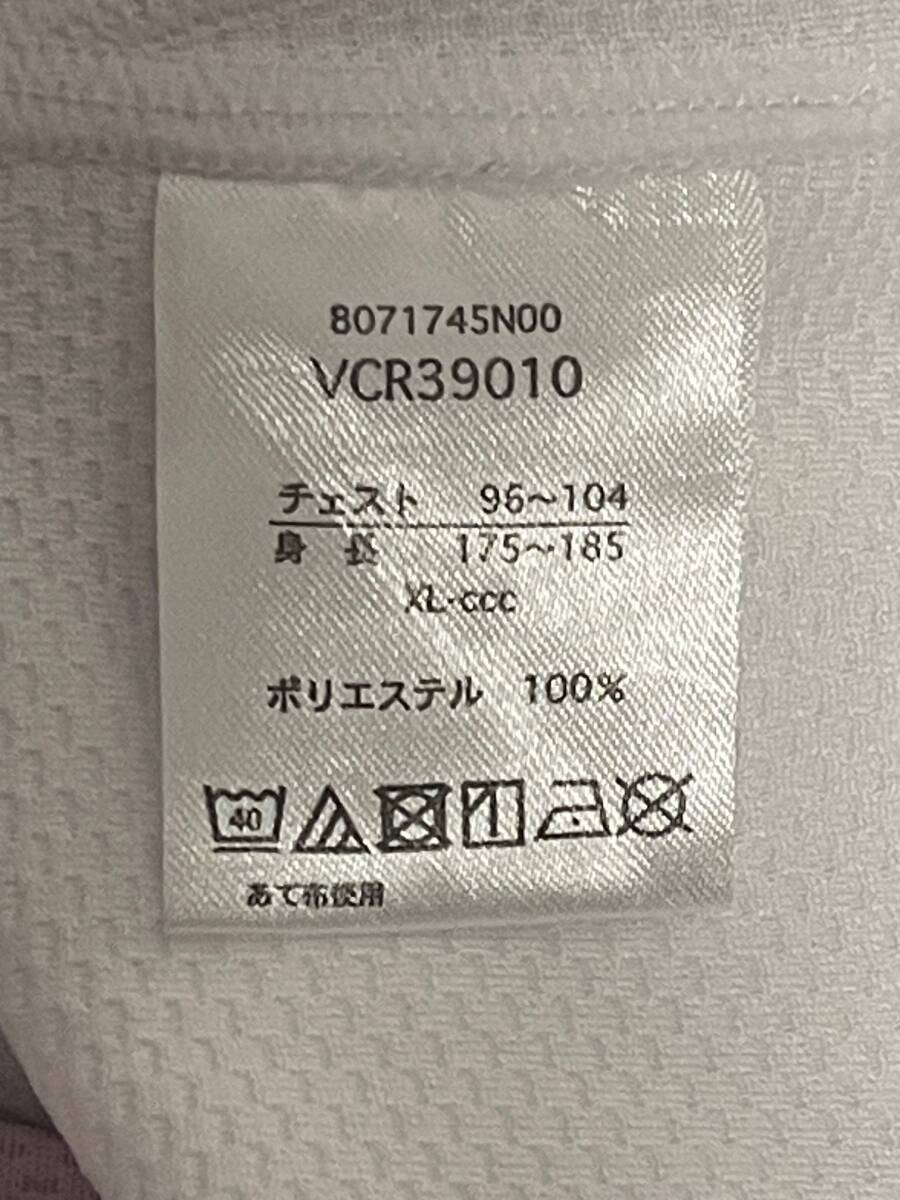 8071745N00
VCR39010
チェスト 96～104
身 長 175～185
XL-ccc
ポリエステル 100%
40
あて布使用